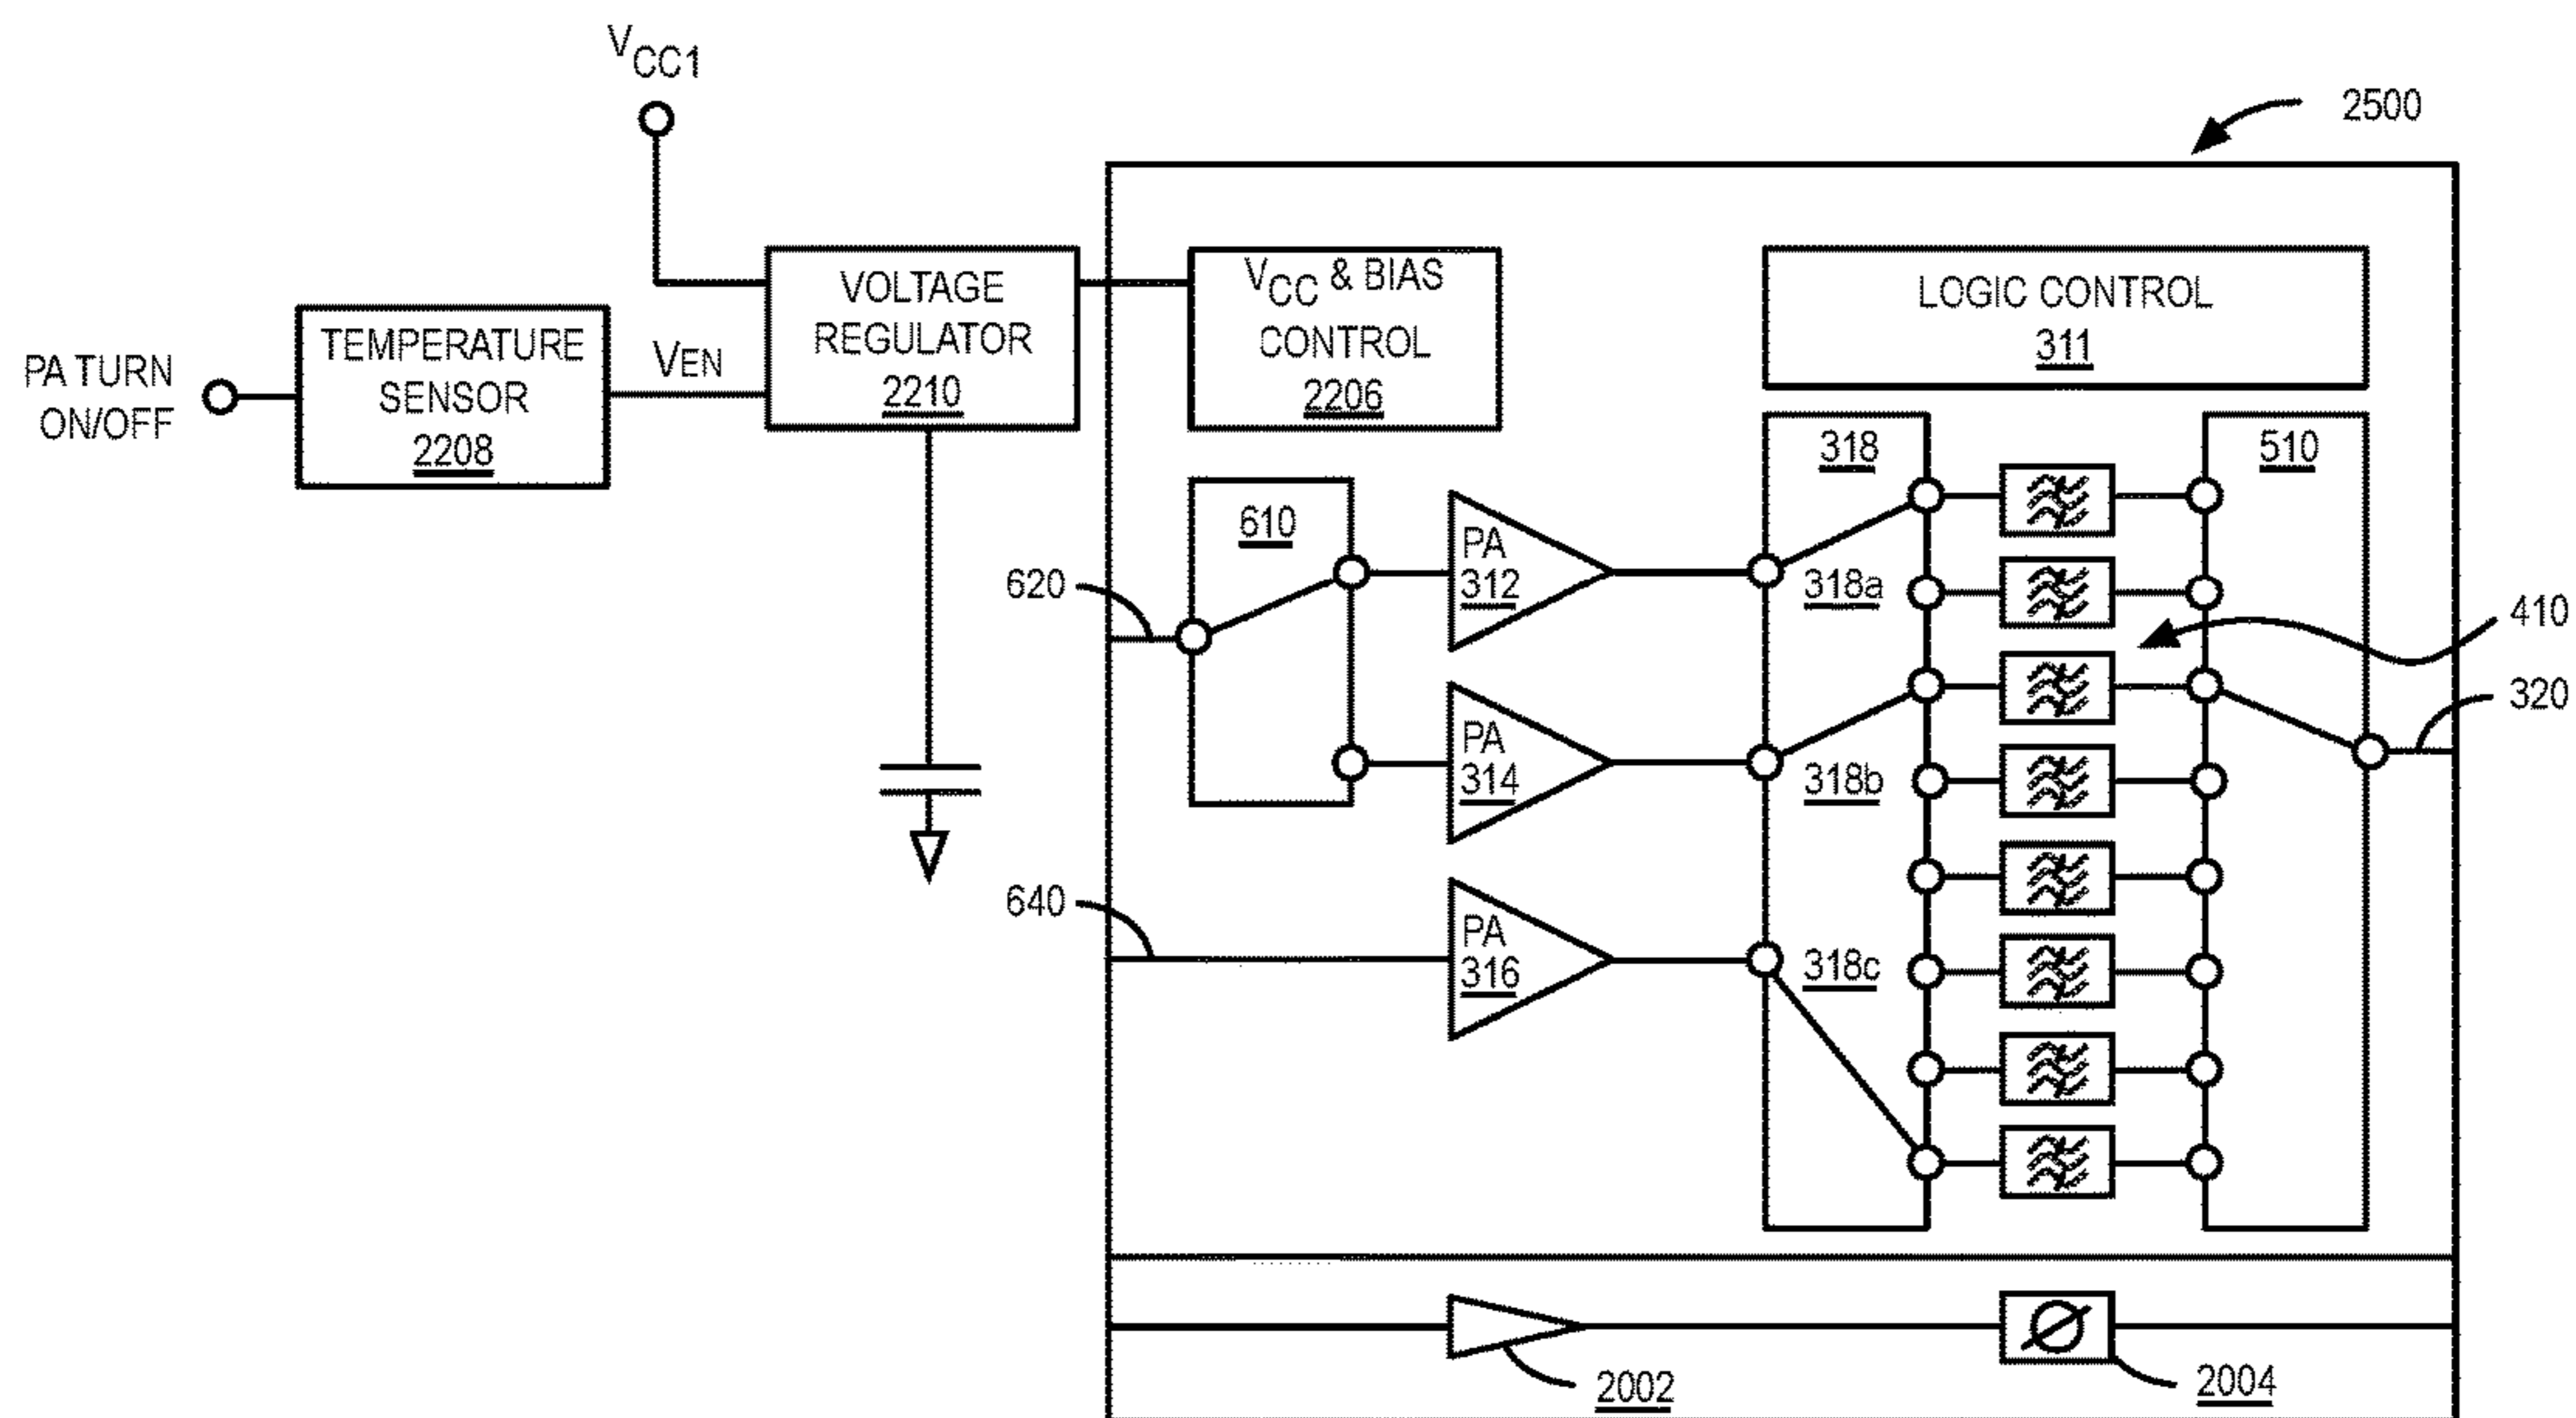 VCC1
2500
VOLTAGE
REGULATOR
2210
VCC & BIAS
CONTROL
2206
LOGIC CONTROL
311
PA TURN
ON/OFF
TEMPERATURE
SENSOR
2208
VEN
318
510
610
PA
312
620
318a
410
320
PA
314
318b
640
PA
316
318c
2002
2004